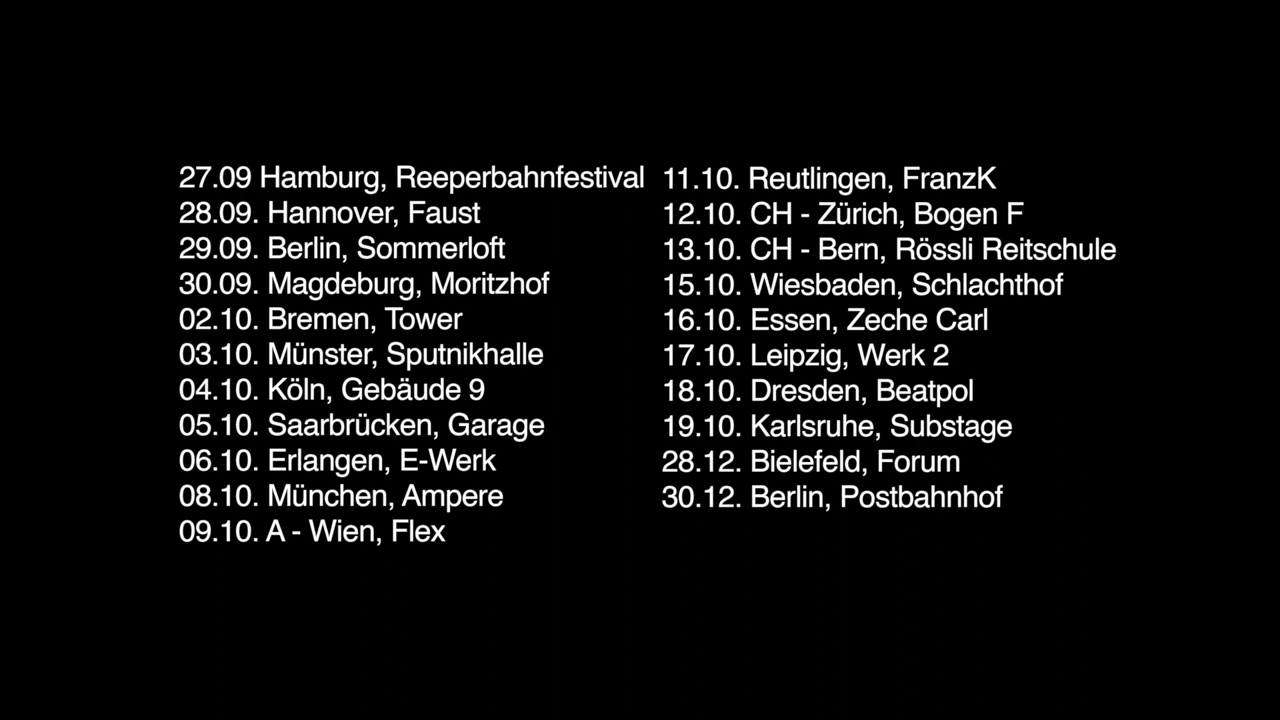 27.09 Hamburg, Reeperbahnfestival
28.09. Hannover, Faust
29.09. Berlin, Sommerloft
30.09. Magdeburg, Moritzhof
02.10. Bremen, Tower
03.10. Münster, Sputnikhalle
04.10. Köln, Gebäude 9
05.10. Saarbrücken, Garage
06.10. Erlangen, E-Werk
08.10. München, Ampere
09.10. A - Wien, Flex
11.10. Reutlingen, FranzK
12.10. CH - Zürich, Bogen F
13.10. CH - Bern, Rössli Reitschule
15.10. Wiesbaden, Schlachthof
16.10. Essen, Zeche Carl
17.10. Leipzig, Werk 2
18.10. Dresden, Beatpol
19.10. Karlsruhe, Substage
28.12. Bielefeld, Forum
30.12. Berlin, Postbahnhof